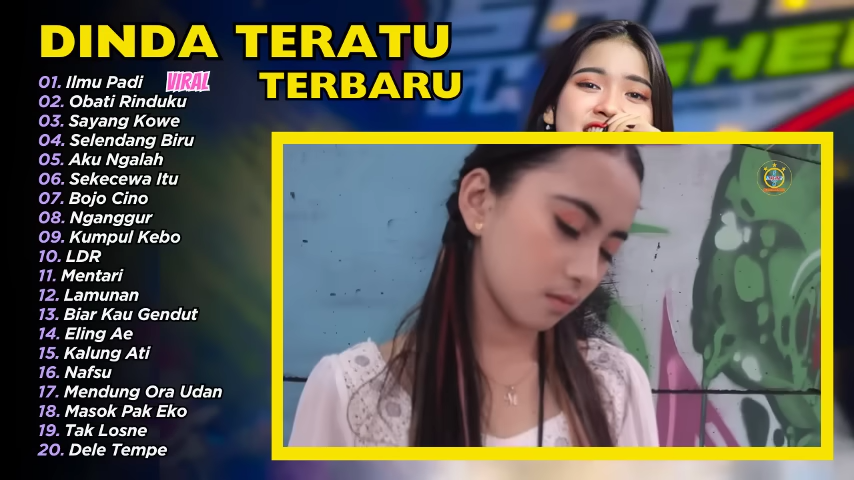 DINDA TERATU
TERBARU
01. Ilmu Padi VIRAL
02. Obati Rinduku
03. Sayang Kowe
04. Selendang Biru
05. Aku Ngalah
06. Sekecewa Itu
07. Bojo Cino
08. Nganggur
09. Kumpul Kebo
10. LDR
11. Mentari
12. Lamunan
13. Biar Kau Gendut
14. Eling Ae
15. Kalung Ati
16. Nafsu
17. Mendung Ora Udan
18. Masok Pak Eko
19. Tak Losne
20. Dele Tempe